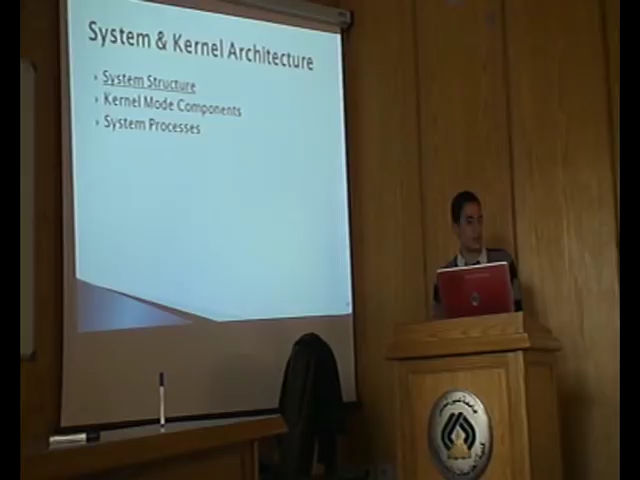 System & Kernel Architecture
System Structure
Kernel Mode Components
System Processes